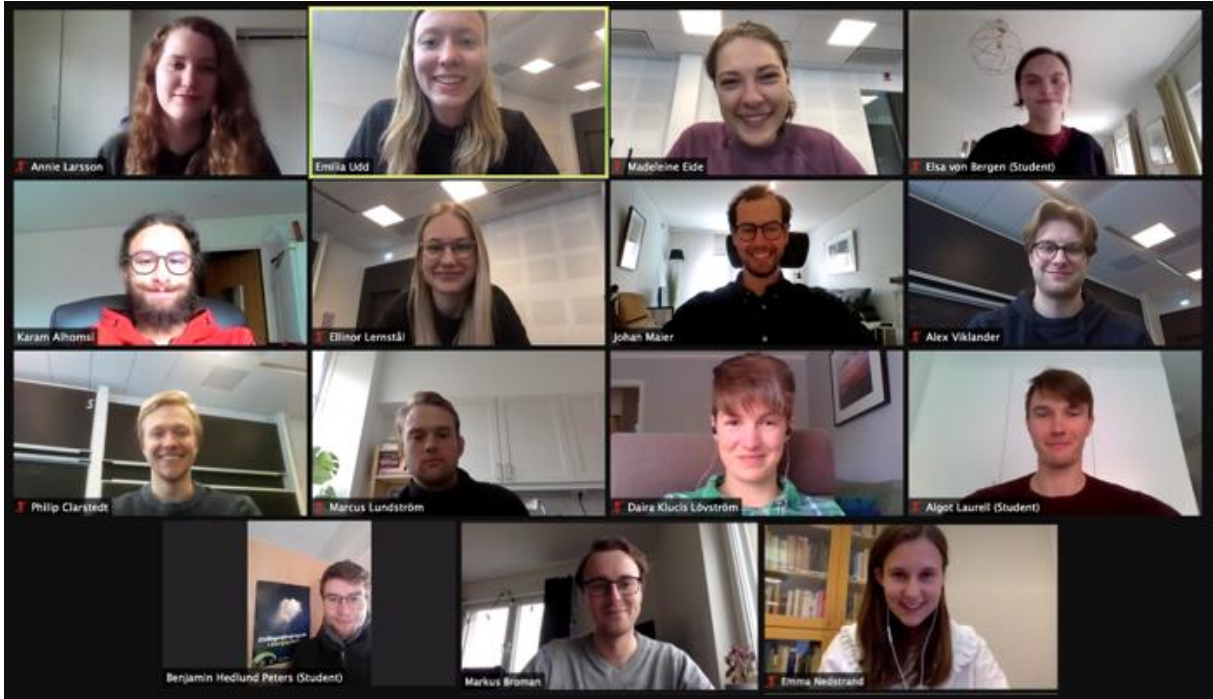 Annie Larsson
Emilia Udd
Madeleine Eide
Elsa von Bergen (Student)
Karam Alhomsi
Ellinor Lernstål
Johan Maier
Alex Viklander
S
Philip Clarstedt
Marcus Lundström
Daira Klucis Lövström
Algot Laurell (Student)
Benjamin Hedlund Peters (Student)
Markus Broman
Emma Nedstrand